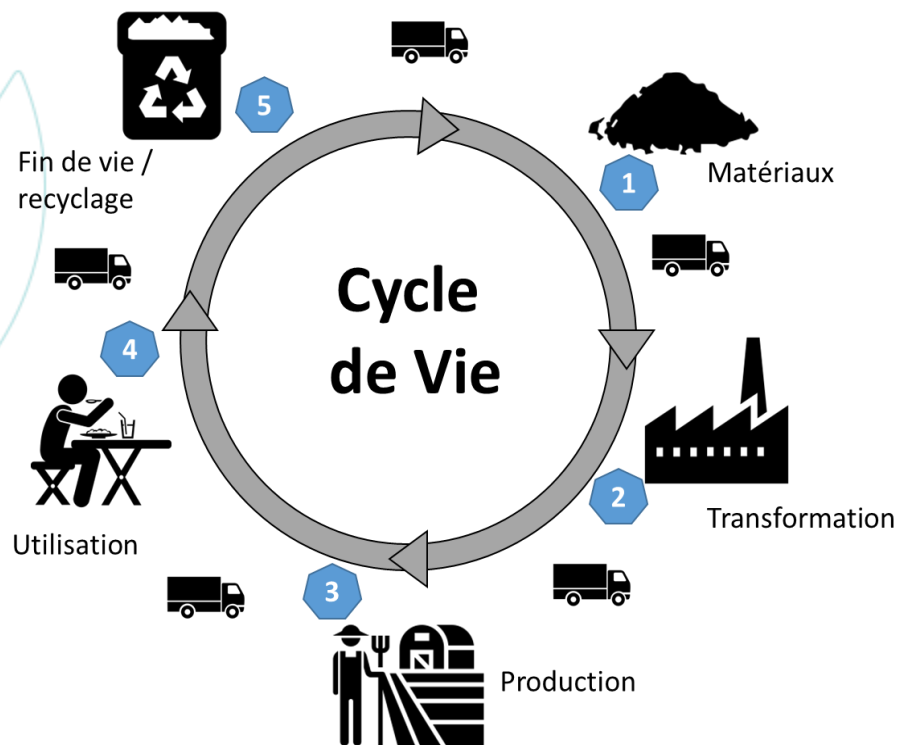 Cycle
de Vie
1
Matériaux
2
Transformation
3
Production
4
Utilisation
5
Fin de vie /
recyclage